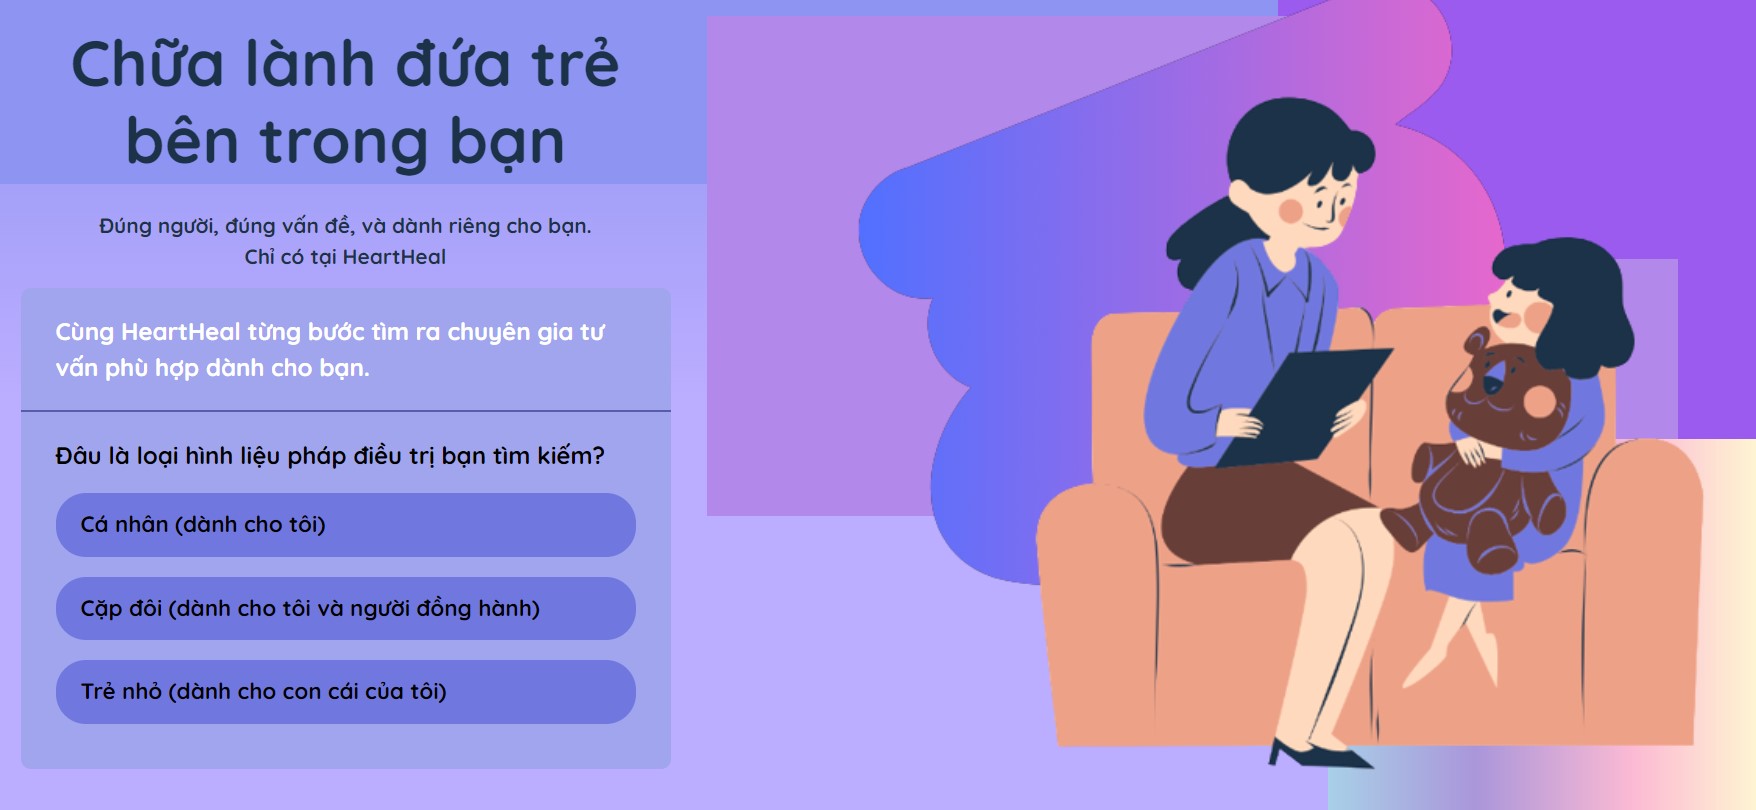 Chữa lành đứa trẻ
bên trong bạn
Đúng người, đúng vấn đề, và dành riêng cho bạn.
Chỉ có tại HeartHeal
Cùng HeartHeal từng bước tìm ra chuyên gia tư
vấn phù hợp dành cho bạn.
Đâu là loại hình liệu pháp điều trị bạn tìm kiếm?
Cá nhân (dành cho tôi)
Cặp đôi (dành cho tôi và người đồng hành)
Trẻ nhỏ (dành cho con cái của tôi)